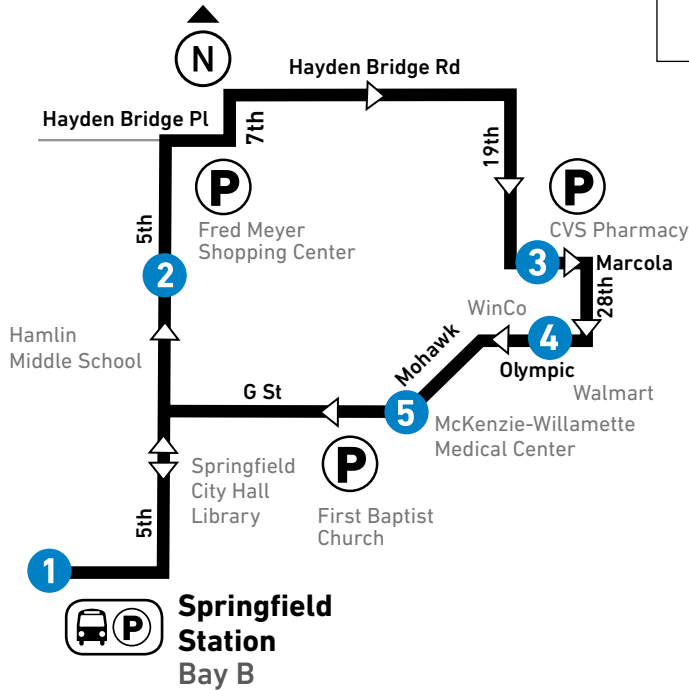 N
Hayden Bridge Rd
Hayden Bridge Pl
7th
19th
P
Fred Meyer
Shopping Center
P
CVS Pharmacy
5th
2
3
Marcola
28th
Hamlin
Middle School
WinCo
4
Olympic
Mohawk
Walmart
G St
5
McKenzie-Willamette
Medical Center
P
First Baptist
Church
Springfield
City Hall
Library
5th
1
P
Springfield
Station
Bay B